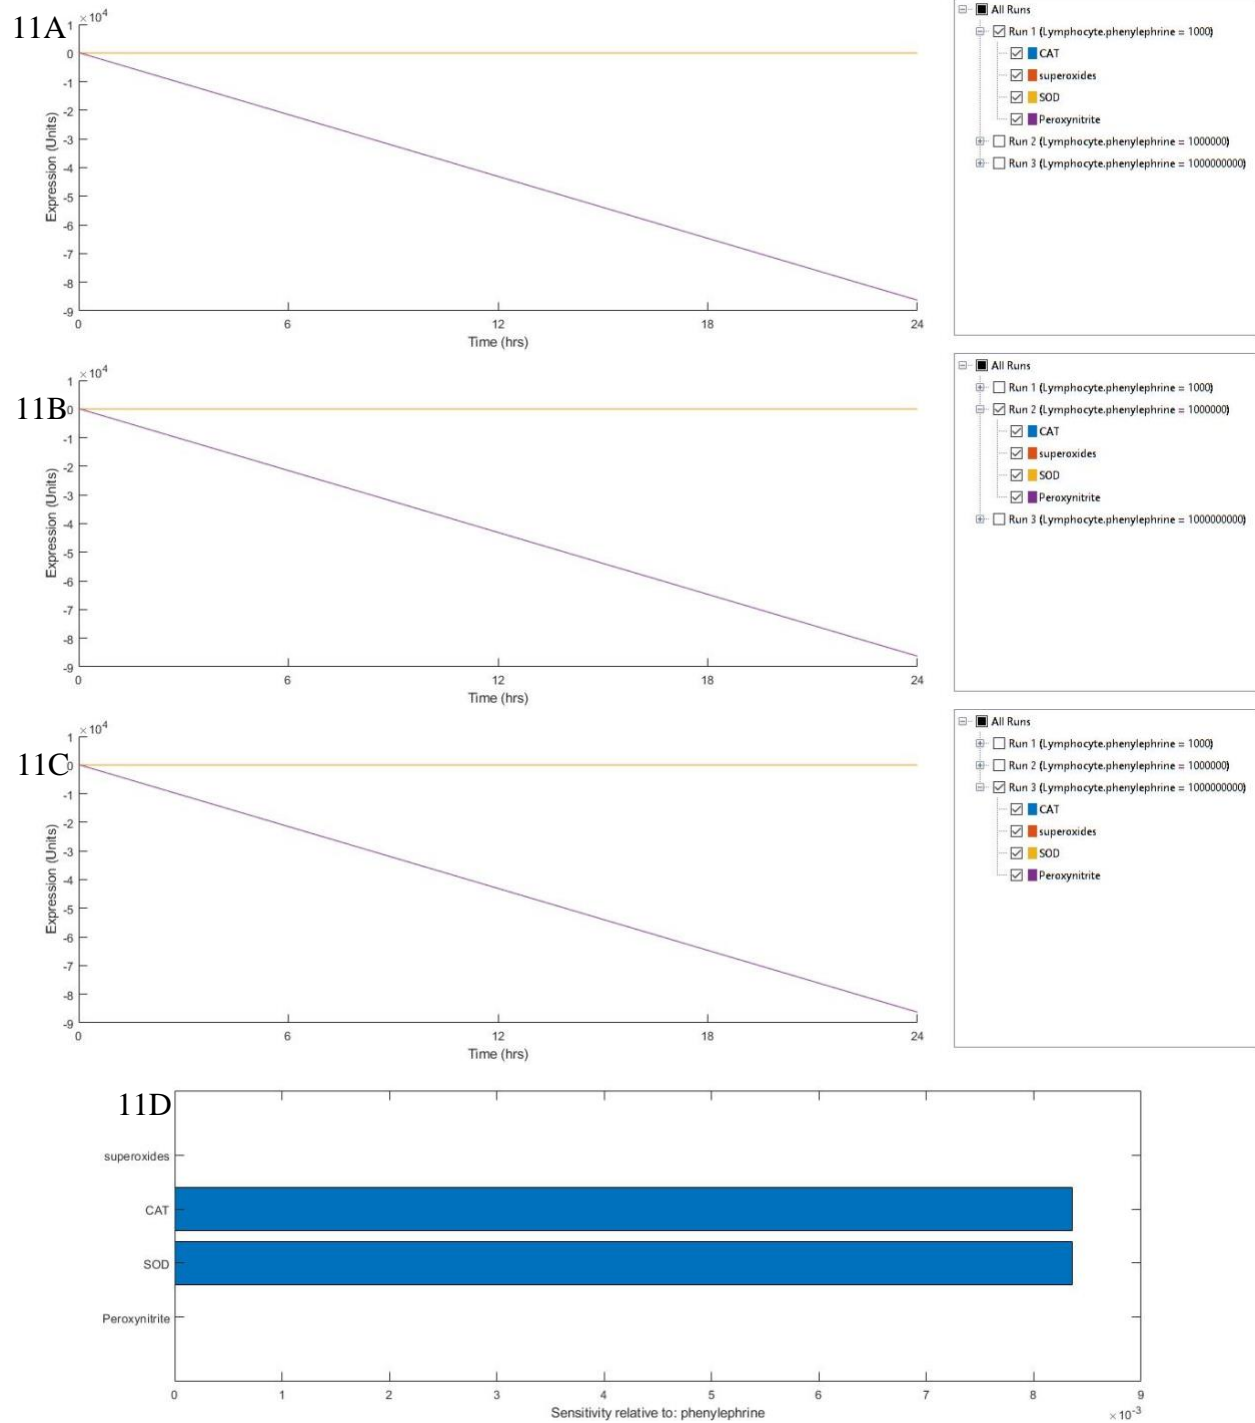 11A
×10⁴
1
0
-1
-2
-3
-4
-5
-6
-7
-8
-9
Expression (Units)
0 6 12 18 24
Time (hrs)
All Runs
Run 1 (Lymphocyte.phenylephrine = 1000)
CAT
superoxides
SOD
Peroxynitrite
Run 2 (Lymphocyte.phenylephrine = 1000000)
Run 3 (Lymphocyte.phenylephrine = 1000000000)
11B
×10⁴
1
0
-1
-2
-3
-4
-5
-6
-7
-8
-9
Expression (Units)
0 6 12 18 24
Time (hrs)
All Runs
Run 1 (Lymphocyte.phenylephrine = 1000)
Run 2 (Lymphocyte.phenylephrine = 1000000)
CAT
superoxides
SOD
Peroxynitrite
Run 3 (Lymphocyte.phenylephrine = 1000000000)
11C
×10⁴
1
0
-1
-2
-3
-4
-5
-6
-7
-8
-9
Expression (Units)
0 6 12 18 24
Time (hrs)
All Runs
Run 1 (Lymphocyte.phenylephrine = 1000)
Run 2 (Lymphocyte.phenylephrine = 1000000)
Run 3 (Lymphocyte.phenylephrine = 1000000000)
CAT
superoxides
SOD
Peroxynitrite
11D
superoxides
CAT
SOD
Peroxynitrite
0 1 2 3 4 5 6 7 8 9
Sensitivity relative to: phenylephrine
×10⁻³